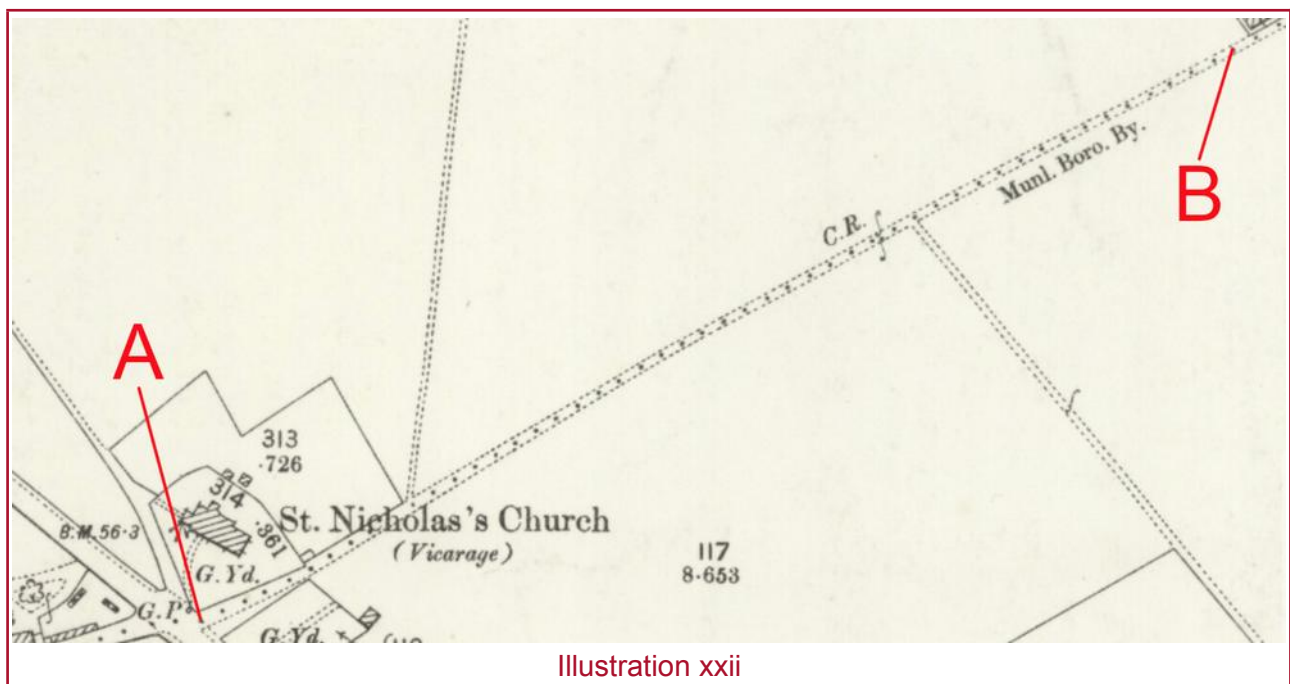 B
Munl. Boro. By.
C.R.
A
313
.726
314
.361
St. Nicholas's Church
(Vicarage)
B.M. 56.3
117
8.653
G.Yd.
G.P.
G.Yd.
Illustration xxii